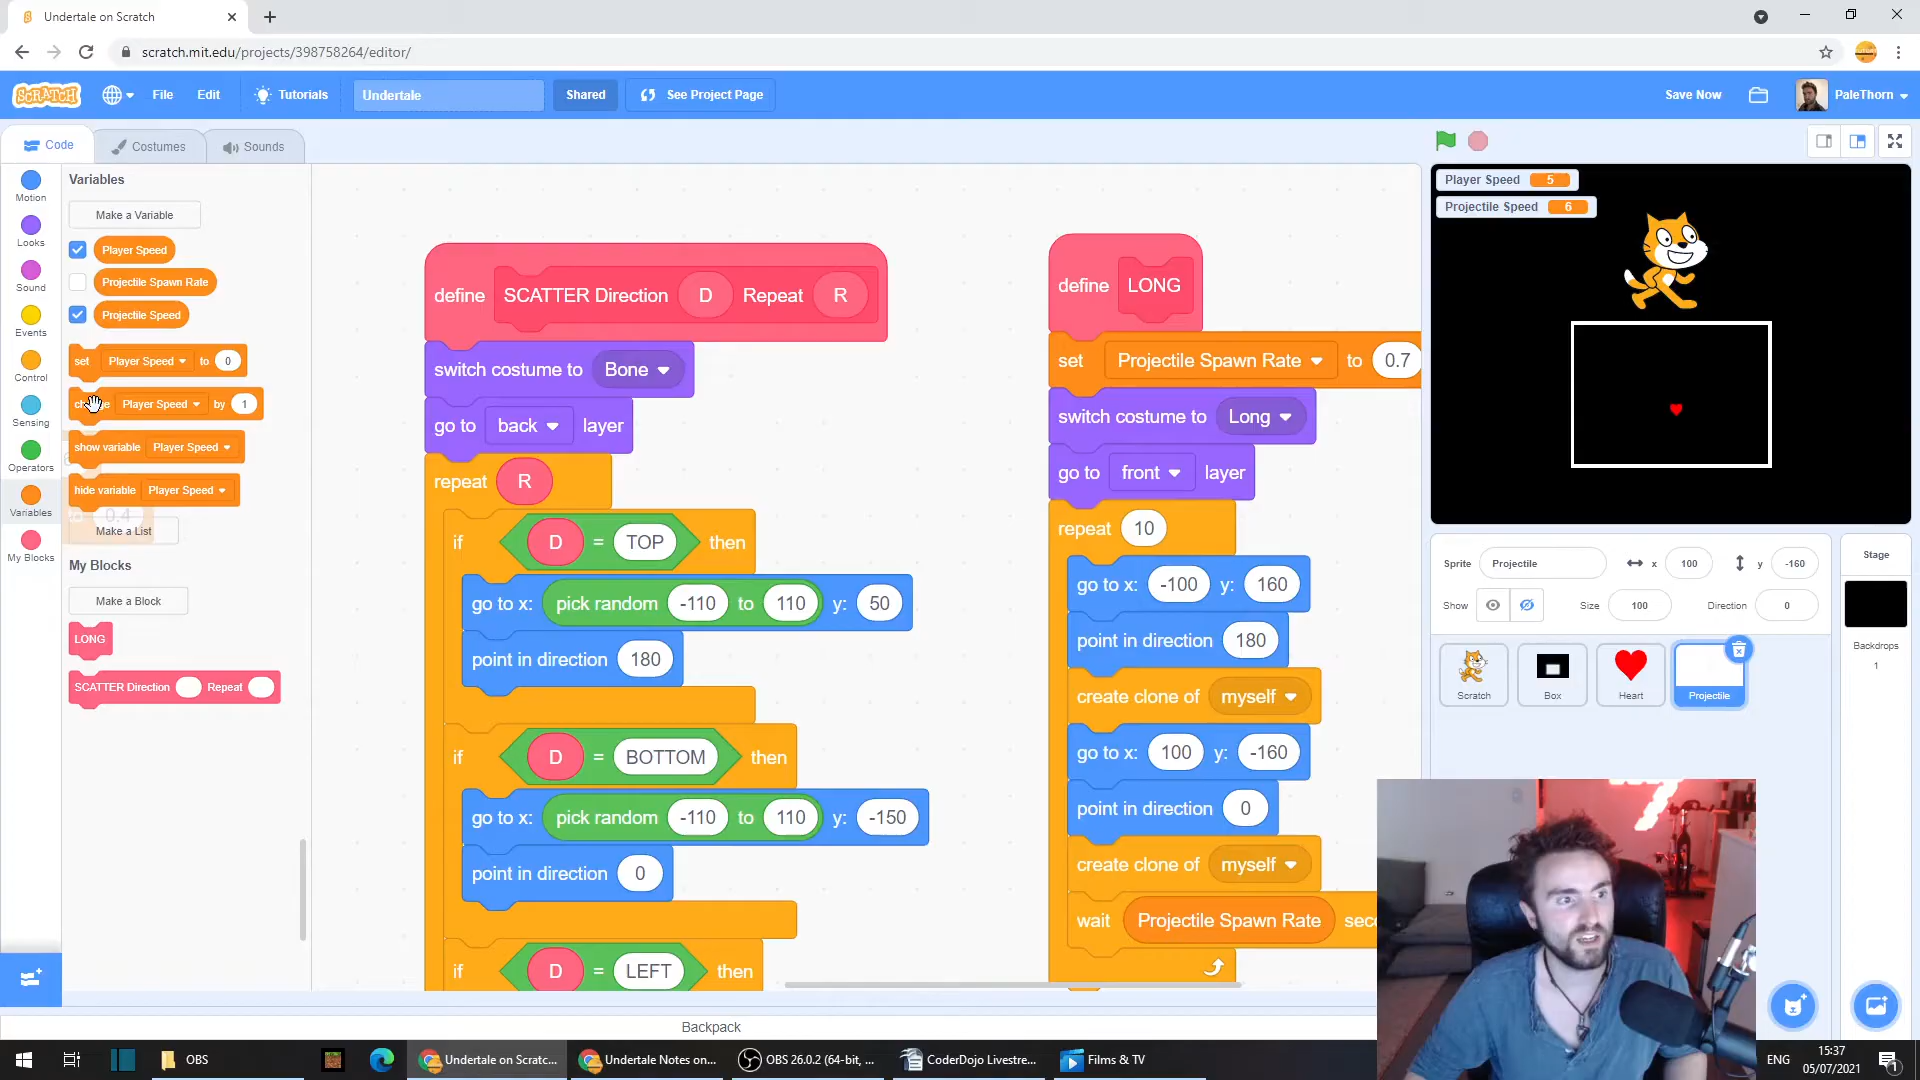 Undertale on Scratch
scratch.mit.edu/projects/398758264/editor/
SCRATCH
File
Edit
Tutorials
Undertale
Shared
See Project Page
Save Now
PaleThorn
Code
Costumes
Sounds
Motion
Looks
Sound
Events
Control
Sensing
Operators
Variables
My Blocks
Variables
Make a Variable
Player Speed
Projectile Spawn Rate
Projectile Speed
set Player Speed to 0
Player Speed by 1
show variable Player Speed
hide variable Player Speed
0.4
Make a List
My Blocks
Make a Block
LONG
SCATTER Direction Repeat
define SCATTER Direction D Repeat R
switch costume to Bone
go to back layer
repeat R
if D = TOP then
go to x: pick random -110 to 110 y: 50
point in direction 180
if D = BOTTOM then
go to x: pick random -110 to 110 y: -150
point in direction 0
if D = LEFT then
define LONG
set Projectile Spawn Rate to 0.7
switch costume to Long
go to front layer
repeat 10
go to x: -100 y: 160
point in direction 180
create clone of myself
go to x: 100 y: -160
point in direction 0
create clone of myself
wait Projectile Spawn Rate seco
Player Speed 5
Projectile Speed 6
Sprite Projectile x 100 y -160
Show Size 100 Direction 0
Scratch
Box
Heart
Projectile
Stage
Backdrops
1
Backpack
OBS
Undertale on Scratc...
Undertale Notes on...
OBS 26.0.2 (64-bit, ...
CoderDojo Livestre...
Films & TV
ENG
15:37
05/07/2021
1